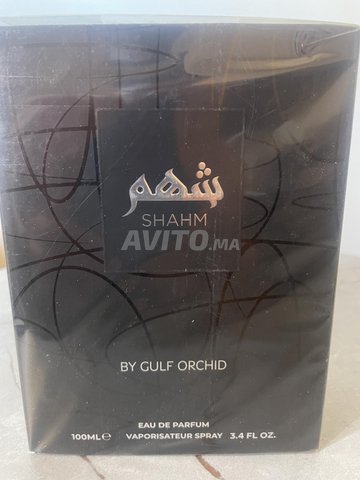 شهم
SHAHM
AVITO.MA
BY GULF ORCHID
EAU DE PARFUM
100ML℮ VAPORISATEUR SPRAY 3.4 FL OZ.